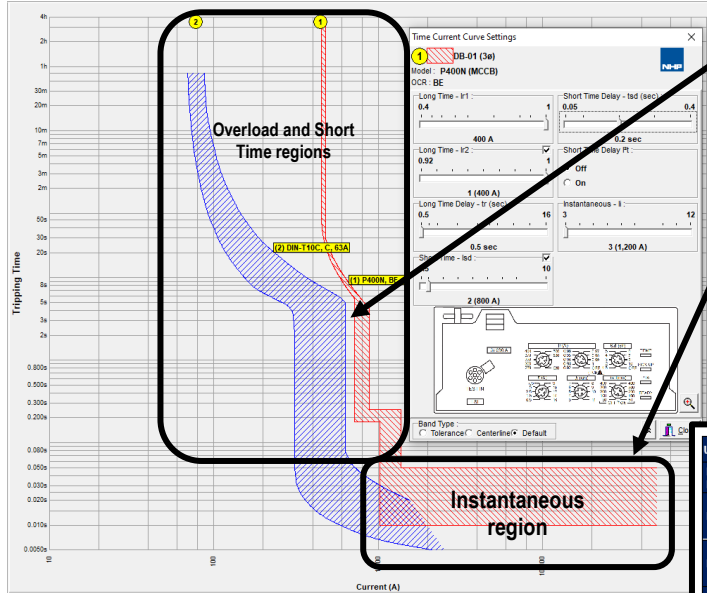 4h
2h
1h
30m
20m
10m
7m
5m
3m
2m
50s
30s
20s
8s
5s
3s
2s
0.800s
0.500s
0.300s
0.200s
0.080s
0.050s
0.030s
0.020s
0.010s
0.0050s
Tripping Time
2
1
Overload and Short
Time regions
(2) DIN-T10C, C, 63A
(1) P400N, BE
Instantaneous
region
10
100
Current (A)
Time Current Curve Settings
1 DB-01 (3ø)
NHP
Model : P400N (MCCB)
OCR : BE
Long Time - Ir1
0.4 1
400 A
Short Time Delay - tsd (sec) :
0.05 0.4
0.2 sec
Long Time - Ir2 :
0.92 1
1 (400 A)
Short Time Delay I²t :
Off
On
Long Time Delay - tr (sec)
0.5 16
0.5 sec
Instantaneous - Ii :
3 12
3 (1,200 A)
Short Time - Isd :
10
2 (800 A)
Band Type :
Tolerance Centerline Default